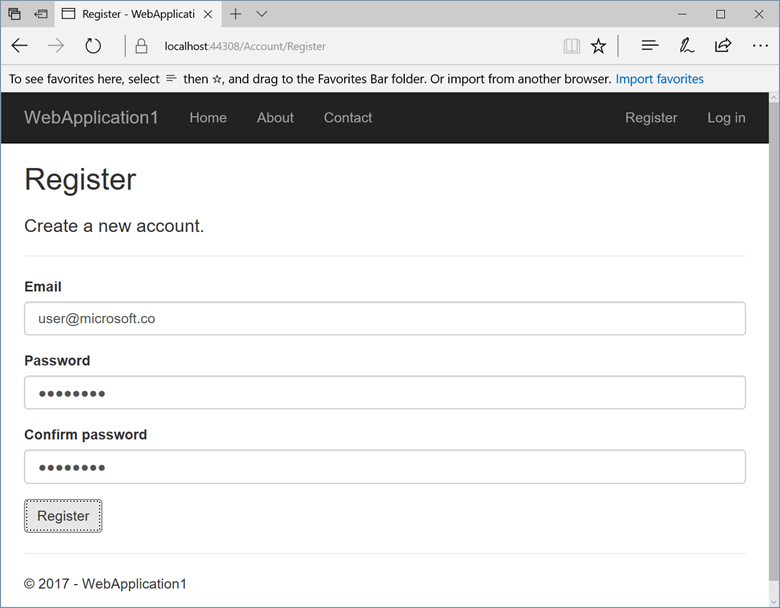 Register - WebApplicati
localhost:44308/Account/Register
To see favorites here, select then ☆, and drag to the Favorites Bar folder. Or import from another browser. Import favorites
WebApplication1 Home About Contact Register Log in
Register
Create a new account.
Email
user@microsoft.co
Password
••••••••
Confirm password
••••••••
Register
© 2017 - WebApplication1